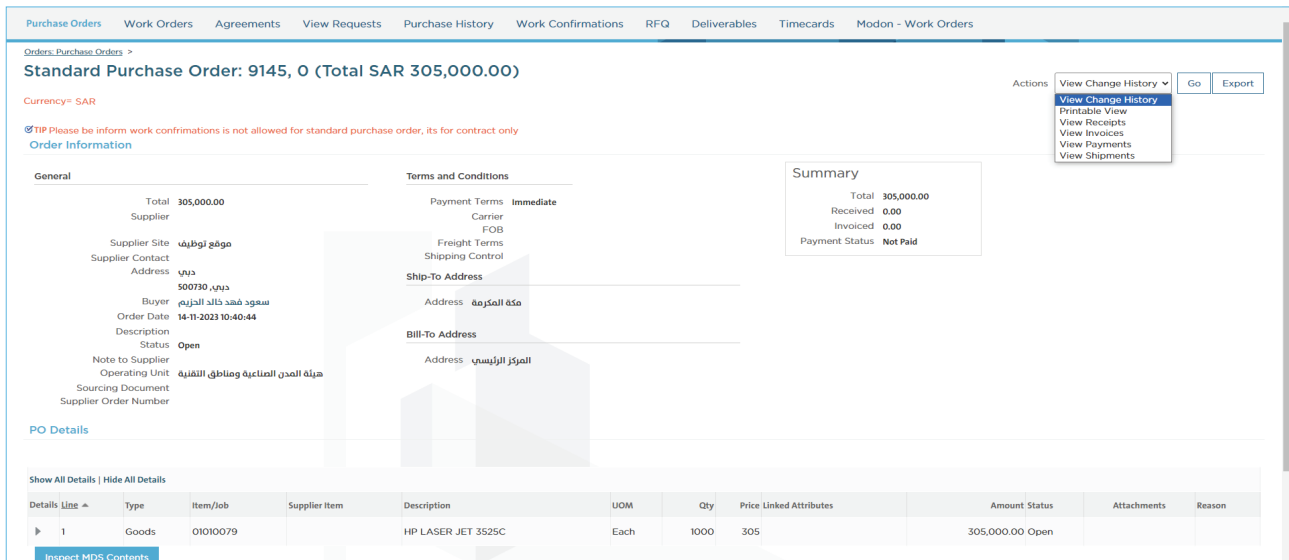 Purchase Orders Work Orders Agreements View Requests Purchase History Work Confirmations RFQ Deliverables Timecards Modon - Work Orders
Orders: Purchase Orders >
Standard Purchase Order: 9145, 0 (Total SAR 305,000.00)
Actions View Change History Go Export
View Change History
Printable View
View Receipts
View Invoices
View Payments
View Shipments
Currency= SAR
TIP Please be inform work confrimations is not allowed for standard purchase order, its for contract only
Order Information
General
Total 305,000.00
Supplier
Supplier Site موقع توظيف
Supplier Contact
Address دبي
دبي, 500730
Buyer سعود فهد خالد الحزيم
Order Date 14-11-2023 10:40:44
Description
Status Open
Note to Supplier
Operating Unit هيئة المدن الصناعية ومناطق التقنية
Sourcing Document
Supplier Order Number
Terms and Conditions
Payment Terms Immediate
Carrier
FOB
Freight Terms
Shipping Control
Ship-To Address
Address مكة المكرمة
Bill-To Address
Address المركز الرئيسي
Summary
Total 305,000.00
Received 0.00
Invoiced 0.00
Payment Status Not Paid
PO Details
Show All Details | Hide All Details
Details Line Type Item/Job Supplier Item Description UOM Qty Price Linked Attributes Amount Status Attachments Reason
1 Goods 01010079 HP LASER JET 3525C Each 1000 305 305,000.00 Open
Inspect MDS Contents